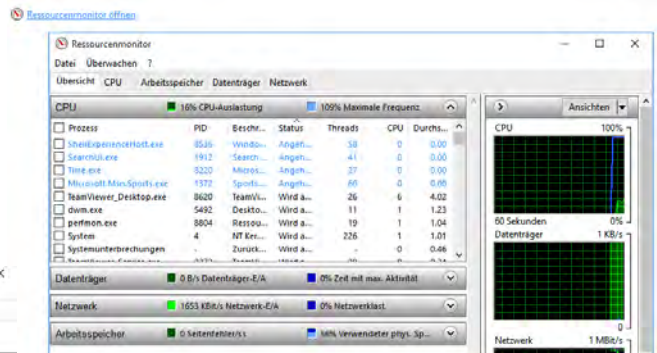 Ressourcenmonitor öffnen
Ressourcenmonitor
Datei Überwachen ?
Übersicht CPU Arbeitsspeicher Datenträger Netzwerk
CPU 16% CPU-Auslastung 109% Maximale Frequenz
Prozess PID Beschr... Status Threads CPU Durchs...
ShellExperienceHost.exe 8536 Windo... Angeh... 58 0 0.00
SearchUI.exe 1912 Search... Angeh... 41 0 0.00
Time.exe 8220 Micros... Angeh... 27 0 0.00
Microsoft.Msn.Sports.exe 1572 Sports... Angeh... 60 0 0.00
TeamViewer_Desktop.exe 8620 TeamVi... Wird a... 26 6 4.02
dwm.exe 5492 Deskto... Wird a... 11 1 1.23
perfmon.exe 8804 Ressou... Wird a... 19 1 1.04
System 4 NT Ker... Wird a... 226 1 1.01
Systemunterbrechungen - Zurück... Wird a... - 0 0.46
Datenträger 0 B/s Datenträger-E/A 0% Zeit mit max. Aktivität
Netzwerk 1653 KBit/s Netzwerk-E/A 0% Netzwerklast
Arbeitsspeicher 0 Seitenfehler/s Verwendeter phys. Sp...
Ansichten
CPU 100%
60 Sekunden 0%
Datenträger 1 KB/s
0
Netzwerk 1 MBit/s